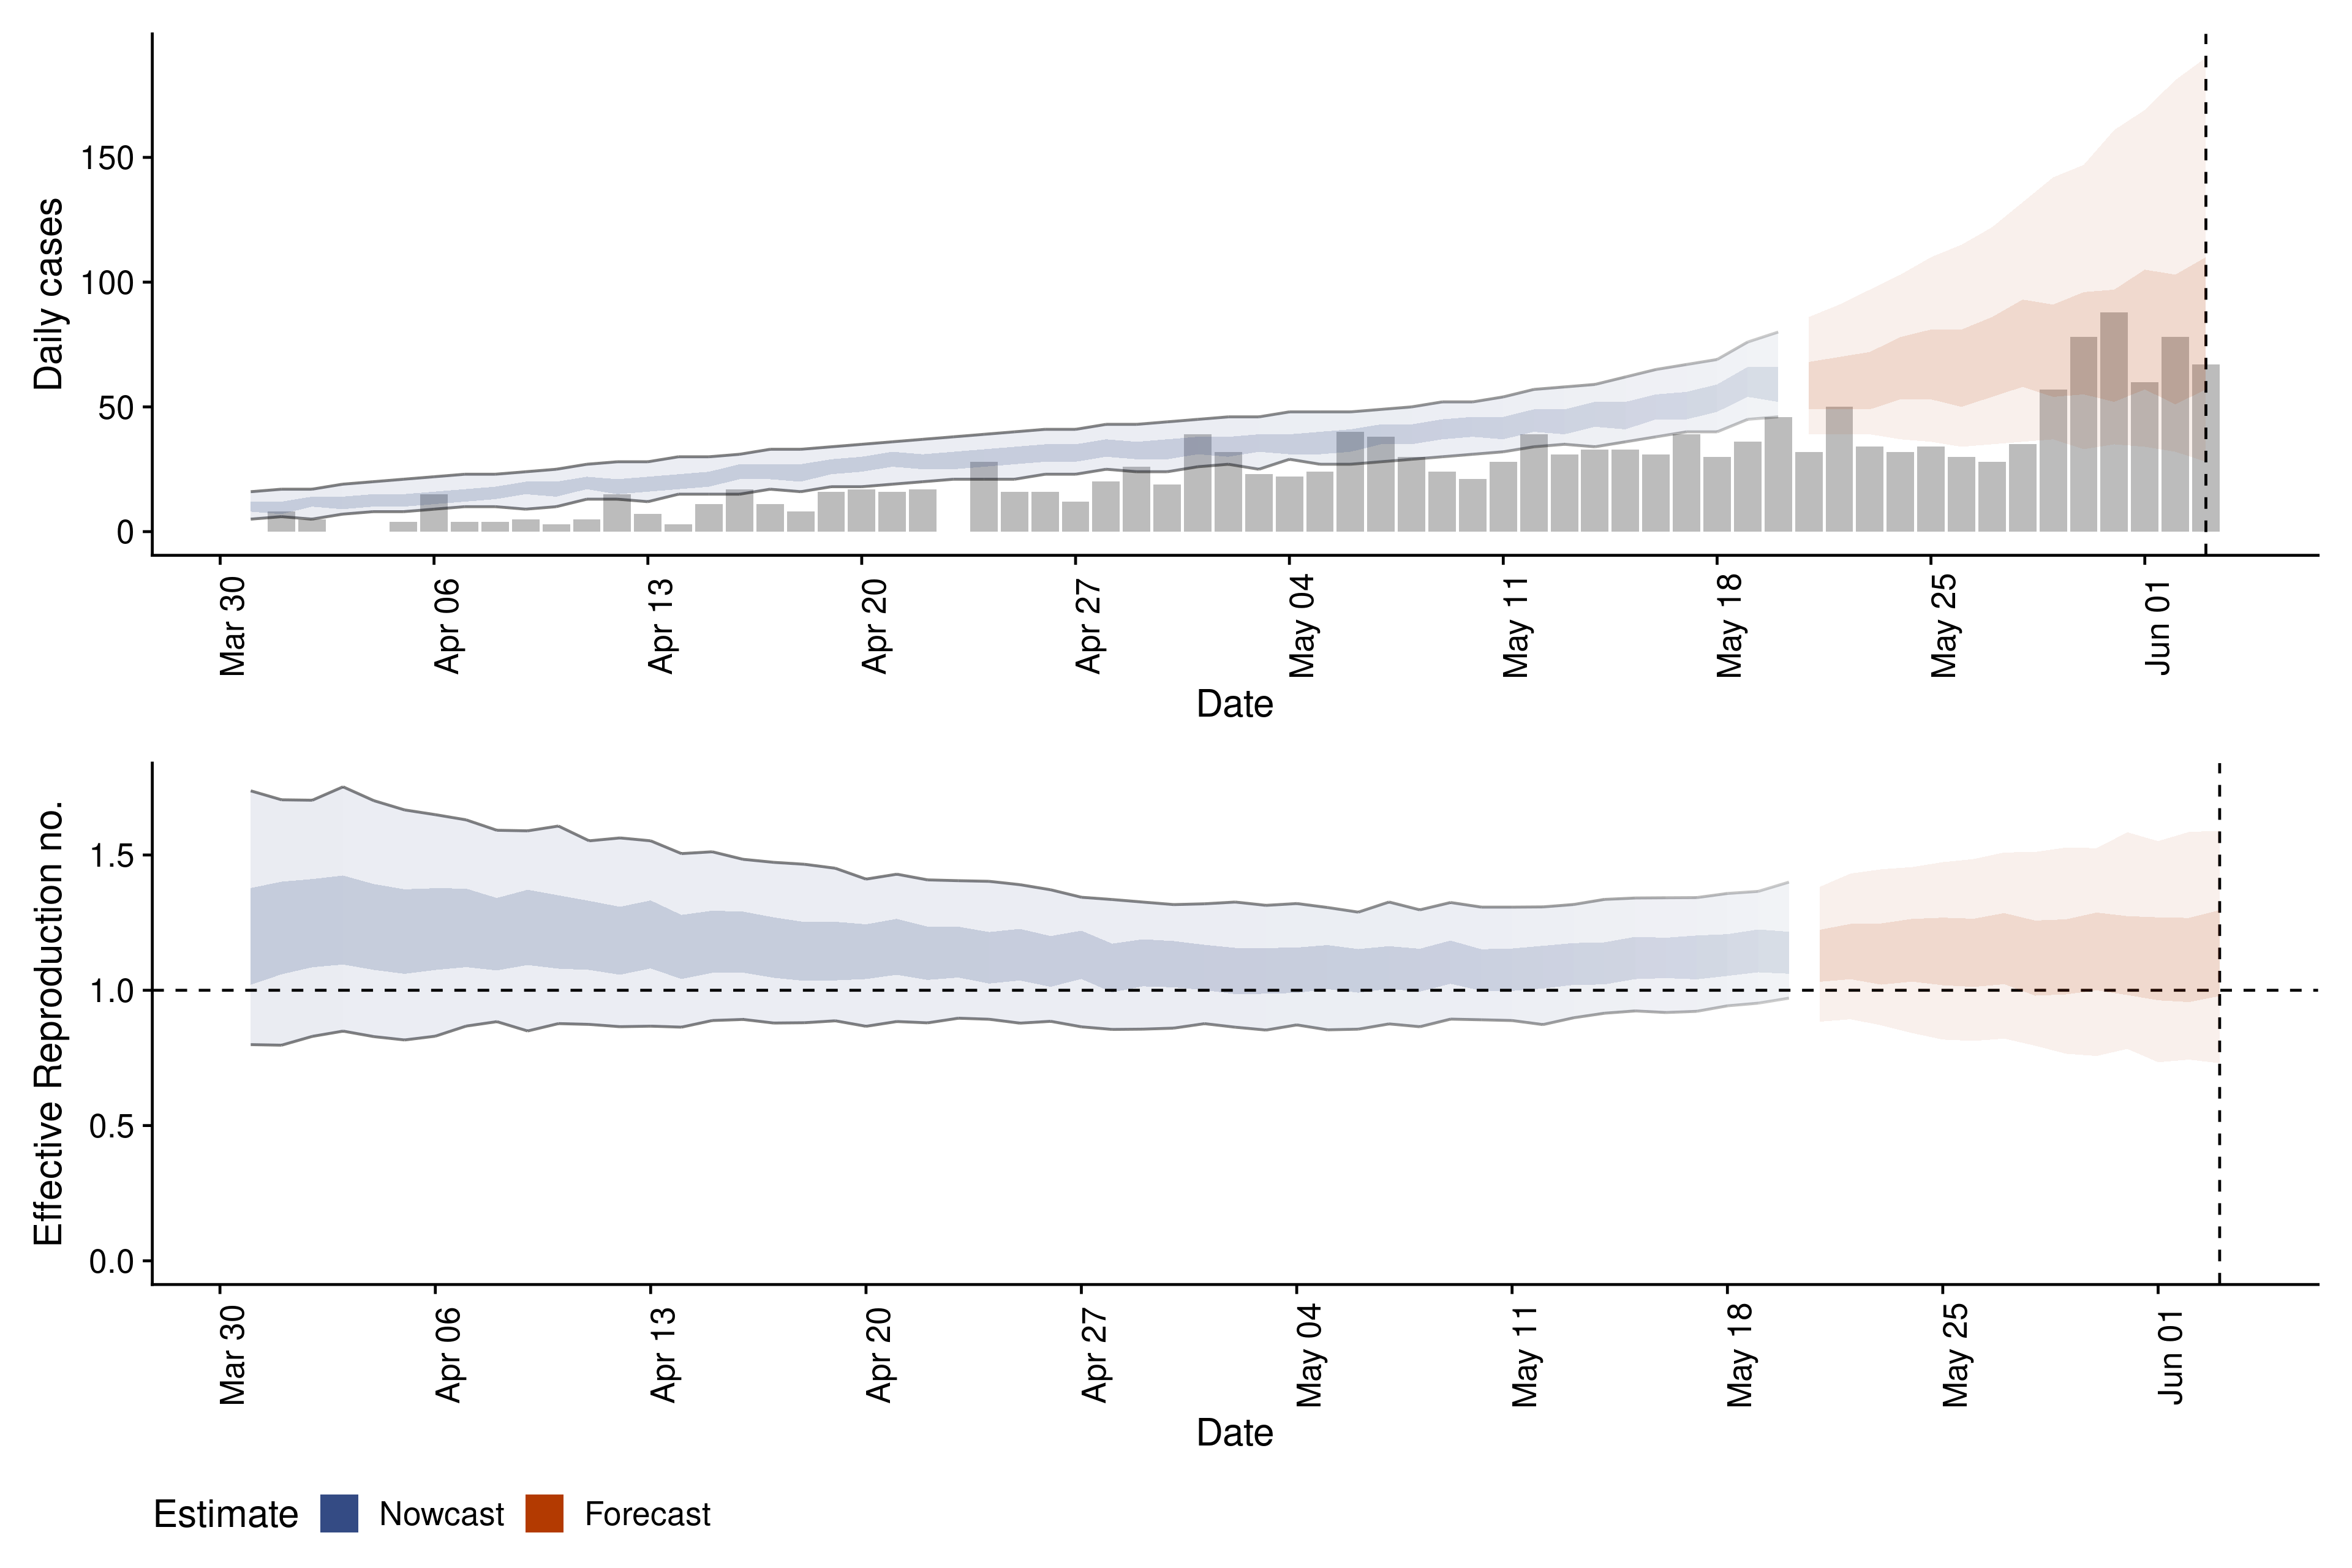 Daily cases
150
100
50
0
Mar 30
Apr 06
Apr 13
Apr 20
Apr 27
May 04
May 11
May 18
May 25
Jun 01
Date
Effective Reproduction no.
1.5
1.0
0.5
0.0
Mar 30
Apr 06
Apr 13
Apr 20
Apr 27
May 04
May 11
May 18
May 25
Jun 01
Date
Estimate Nowcast Forecast